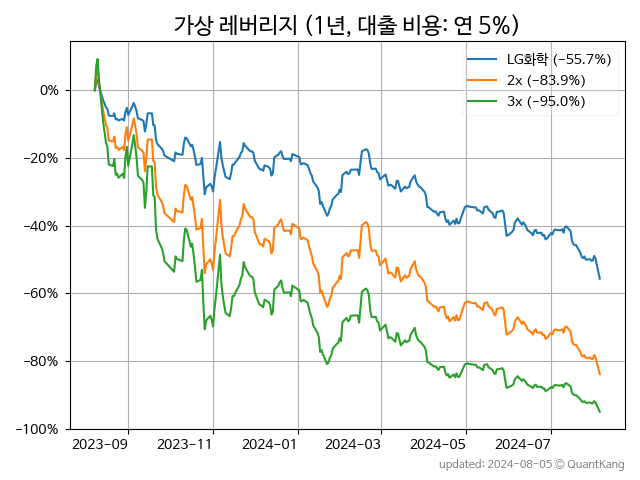 가상 레버리지 (1년, 대출 비용: 연 5%)
LG화학 (−55.7%)
2x (−83.9%)
3x (−95.0%)
0%
−20%
−40%
−60%
−80%
−100%
2023-09 2023-11 2024-01 2024-03 2024-05 2024-07
updated: 2024-08-05 © QuantKang